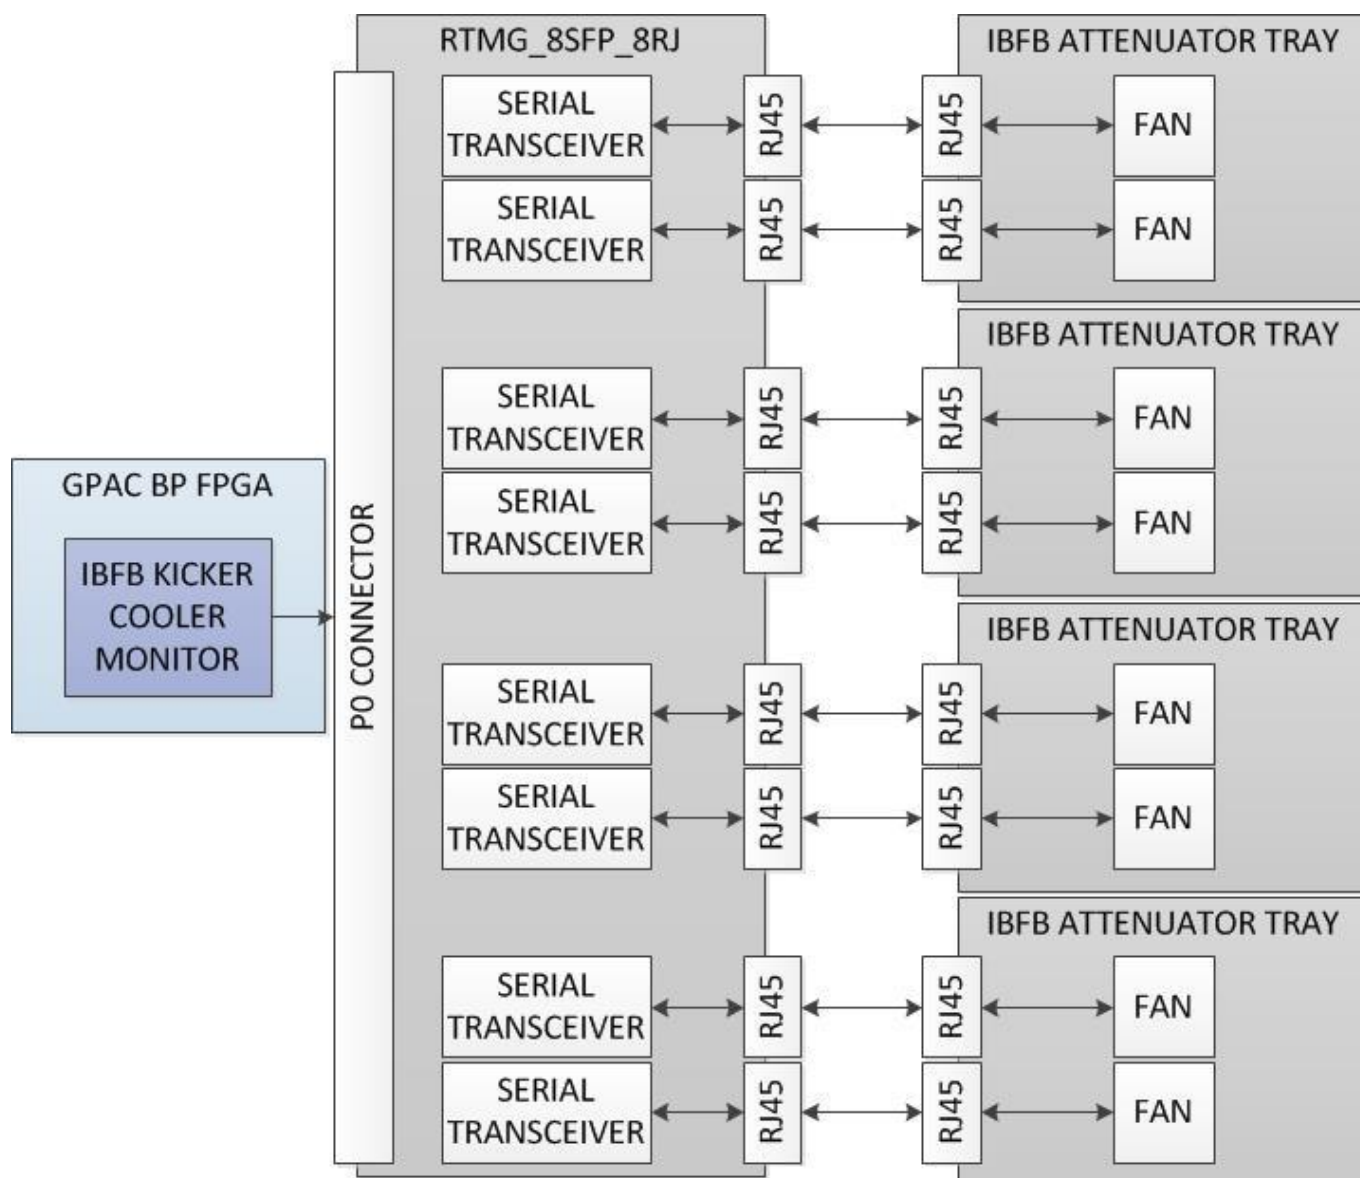 RTMG_8SFP_8RJ
IBFB ATTENUATOR TRAY
SERIAL
TRANSCEIVER
RJ45
RJ45
FAN
SERIAL
TRANSCEIVER
RJ45
RJ45
FAN
IBFB ATTENUATOR TRAY
SERIAL
TRANSCEIVER
RJ45
RJ45
FAN
SERIAL
TRANSCEIVER
RJ45
RJ45
FAN
GPAC BP FPGA
IBFB KICKER
COOLER
MONITOR
P0 CONNECTOR
IBFB ATTENUATOR TRAY
SERIAL
TRANSCEIVER
RJ45
RJ45
FAN
SERIAL
TRANSCEIVER
RJ45
RJ45
FAN
IBFB ATTENUATOR TRAY
SERIAL
TRANSCEIVER
RJ45
RJ45
FAN
SERIAL
TRANSCEIVER
RJ45
RJ45
FAN